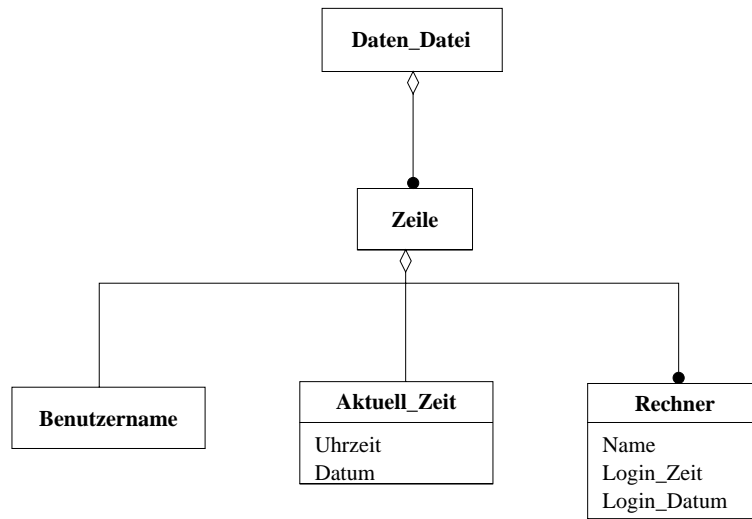 Daten_Datei
Zeile
Benutzername
Aktuell_Zeit
Uhrzeit
Datum
Rechner
Name
Login_Zeit
Login_Datum